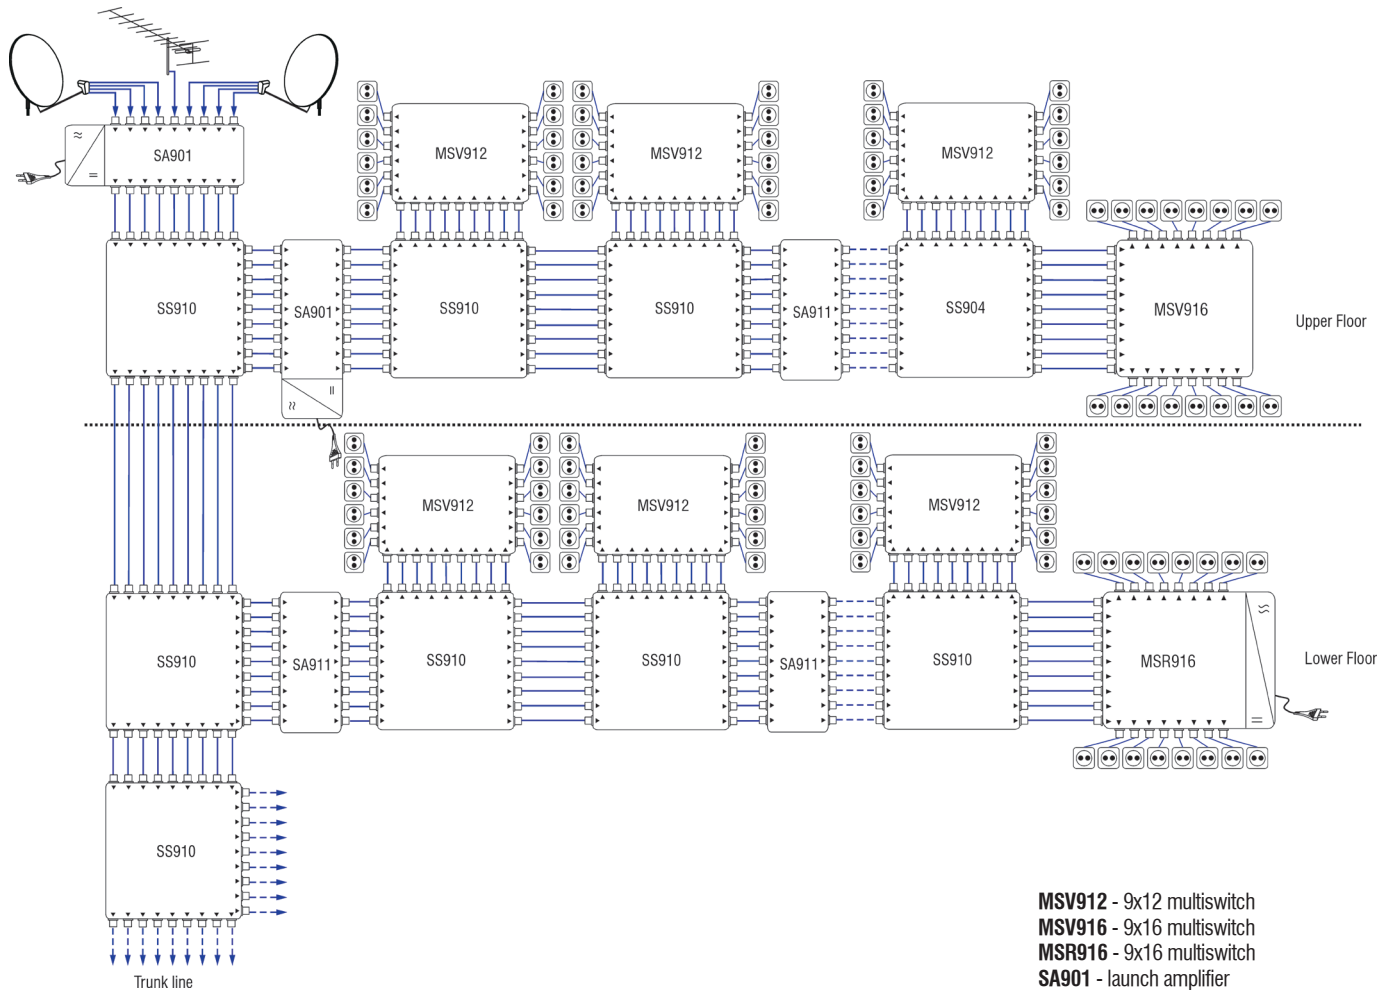 SA901
MSV912
MSV912
MSV912
SS910
SA901
SS910
SS910
SA911
SS904
MSV916
Upper Floor
MSV912
MSV912
MSV912
SS910
SA911
SS910
SS910
SA911
SS910
MSR916
Lower Floor
SS910
Trunk line
MSV912 - 9x12 multiswitch
MSV916 - 9x16 multiswitch
MSR916 - 9x16 multiswitch
SA901 - launch amplifier